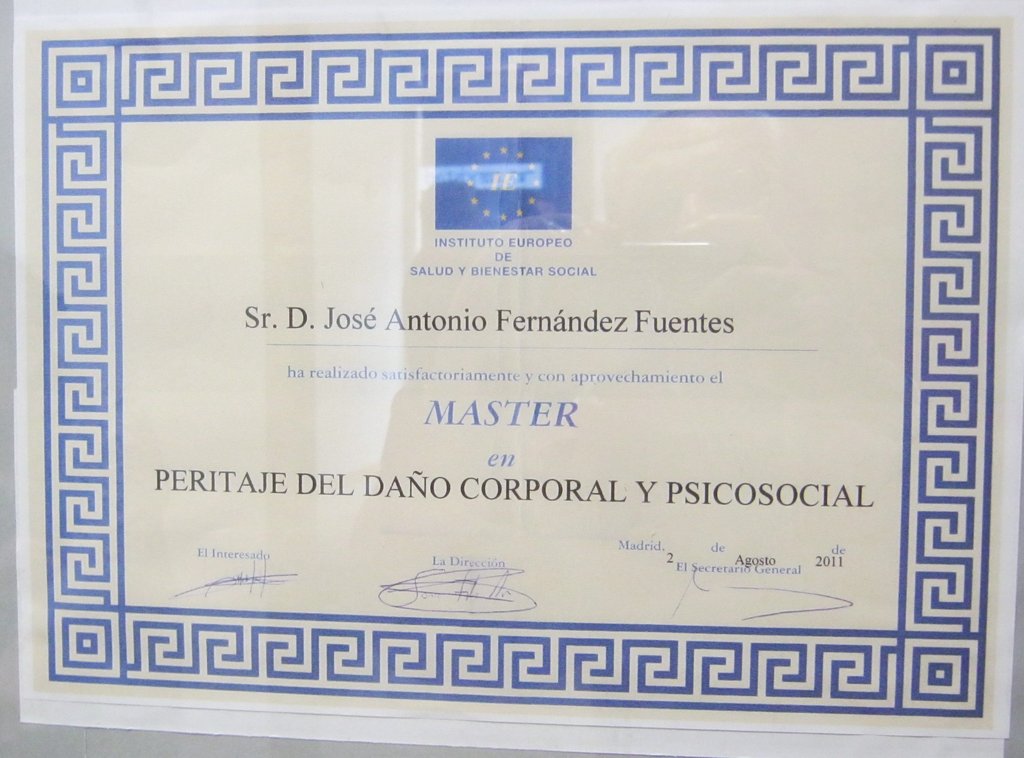 IE
INSTITUTO EUROPEO
DE
SALUD Y BIENESTAR SOCIAL
Sr. D. José Antonio Fernández Fuentes
ha realizado satisfactoriamente y con aprovechamiento el
MASTER
en
PERITAJE DEL DAÑO CORPORAL Y PSICOSOCIAL
Madrid, 2 de Agosto de 2011
El Interesado
La Dirección
El Secretario General